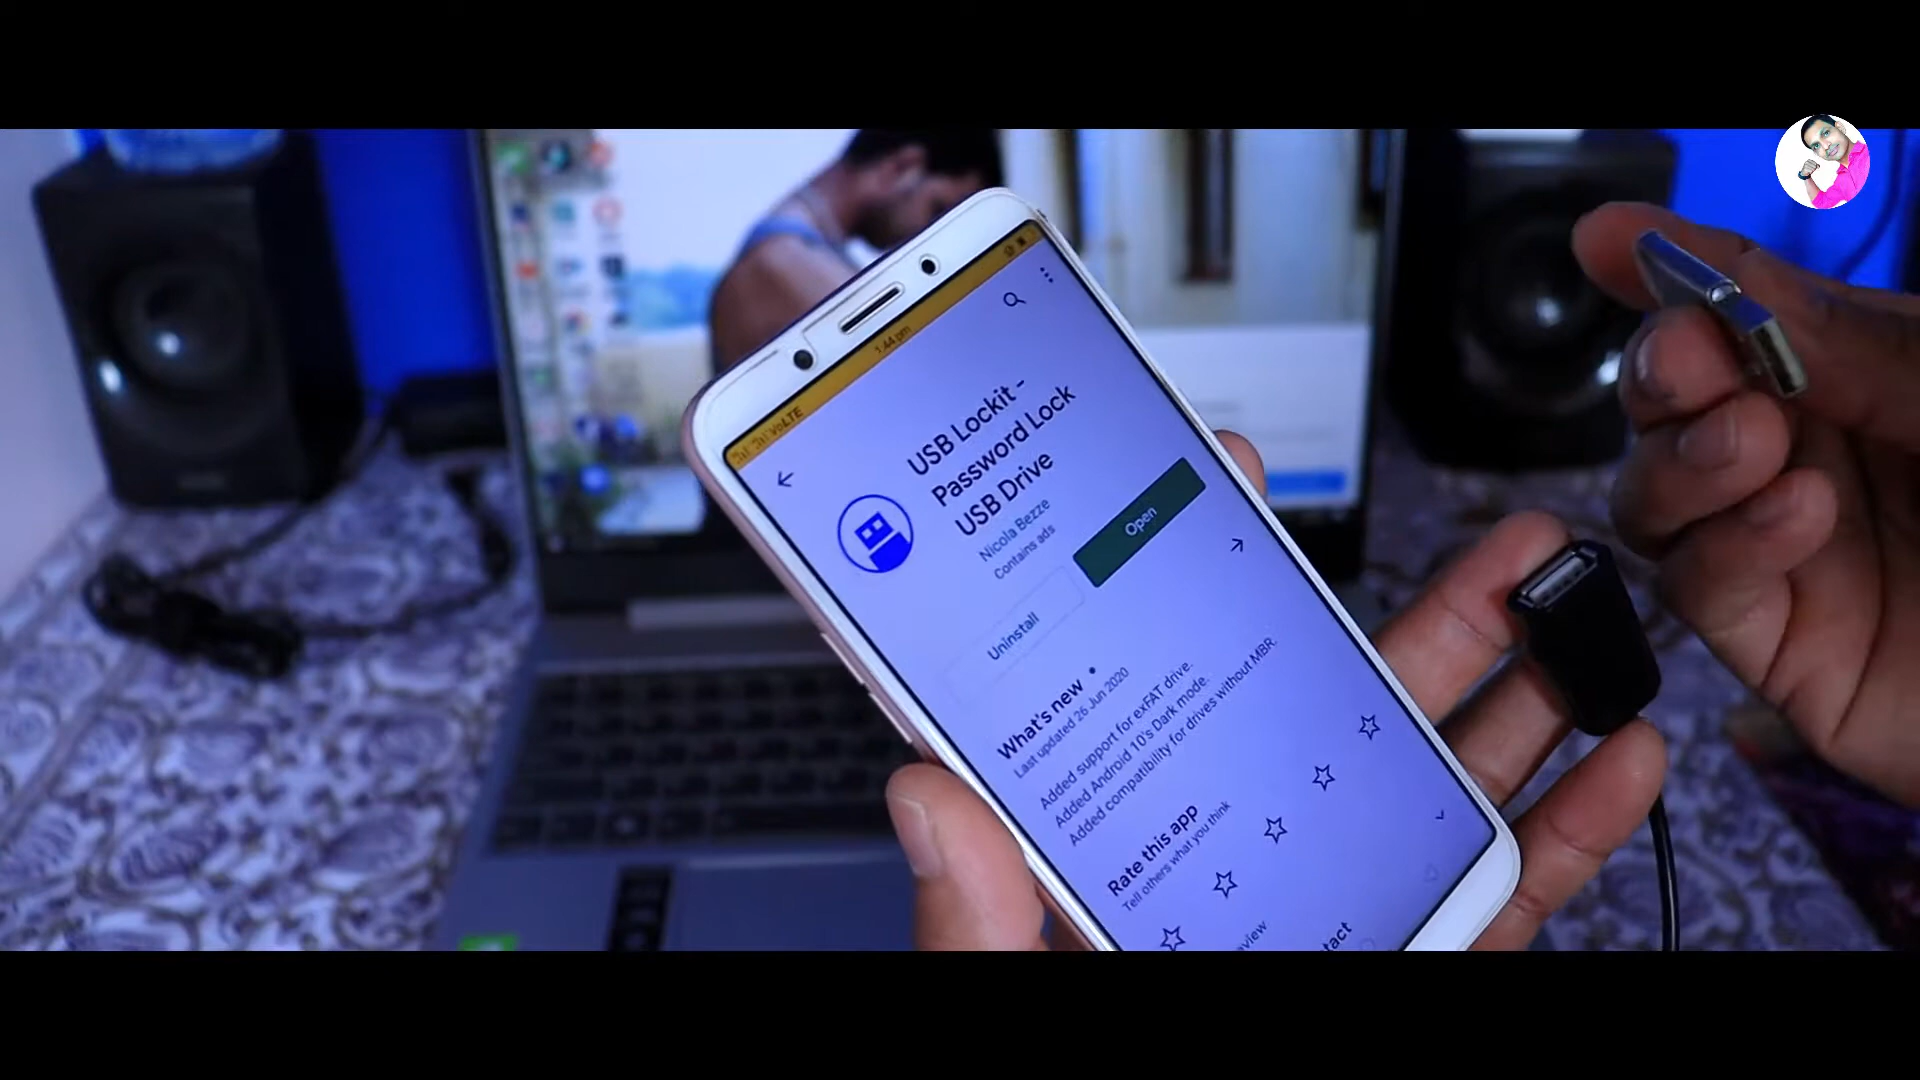 VoLTE
1:44 pm
USB Lockit -
Password Lock
USB Drive
Nicola Bezze
Contains ads
Uninstall
Open
What's new
Last updated 26 Jun 2020
Added support for exFAT drive.
Added Android 10's Dark mode.
Added compatibility for drives without MBR.
Rate this app
Tell others what you think